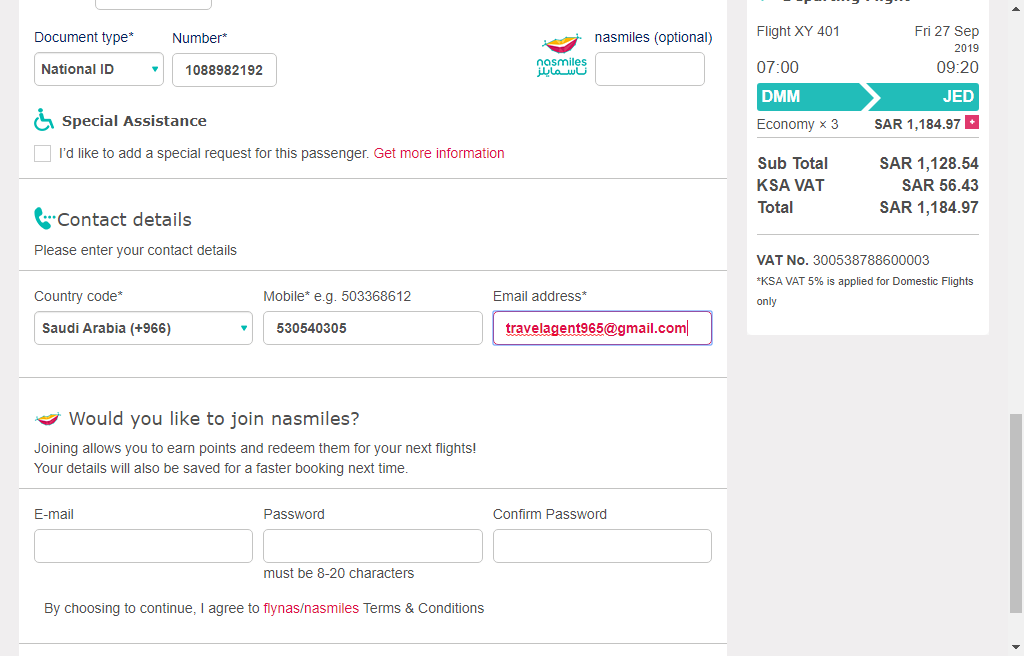 Document type*
Number*
nasmiles (optional)
National ID
1088982192
nasmiles
ناسمايلز
Special Assistance
I'd like to add a special request for this passenger. Get more information
Contact details
Please enter your contact details
Country code*
Mobile* e.g. 503368612
Email address*
Saudi Arabia (+966)
530540305
travelagent965@gmail.com
Would you like to join nasmiles?
Joining allows you to earn points and redeem them for your next flights!
Your details will also be saved for a faster booking next time.
E-mail
Password
Confirm Password
must be 8-20 characters
By choosing to continue, I agree to flynas/nasmiles Terms & Conditions
Departing Flight
Flight XY 401
Fri 27 Sep
2019
07:00
09:20
DMM
JED
Economy × 3
SAR 1,184.97 +
Sub Total
SAR 1,128.54
KSA VAT
SAR 56.43
Total
SAR 1,184.97
VAT No. 300538788600003
*KSA VAT 5% is applied for Domestic Flights
only